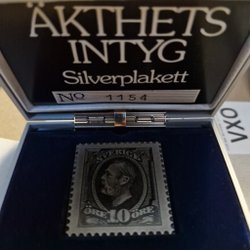 ÄKTHETS
INTYG
Silverplakett
No 1154
VXO
SVERIGE
ÖRE 10 ÖRE